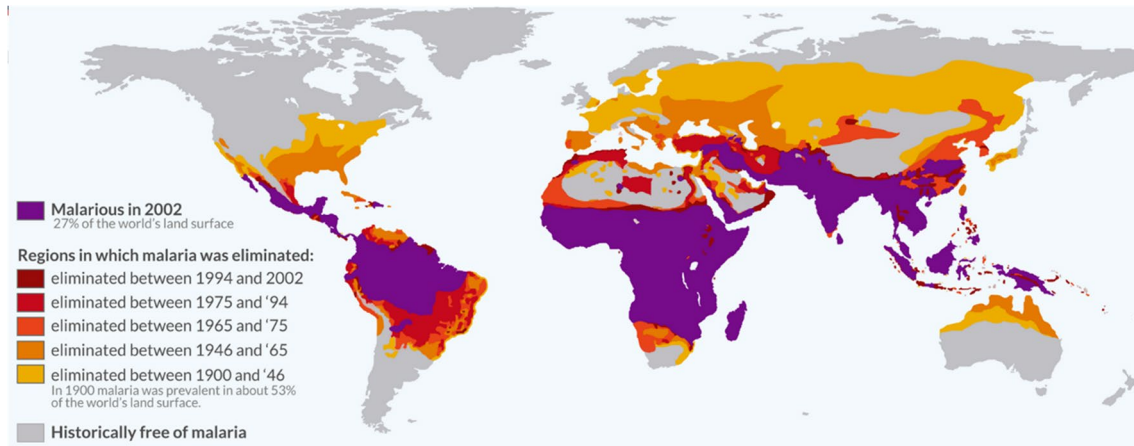 Malarious in 2002
27% of the world's land surface
Regions in which malaria was eliminated:
eliminated between 1994 and 2002
eliminated between 1975 and '94
eliminated between 1965 and '75
eliminated between 1946 and '65
eliminated between 1900 and '46
In 1900 malaria was prevalent in about 53%
of the world's land surface.
Historically free of malaria